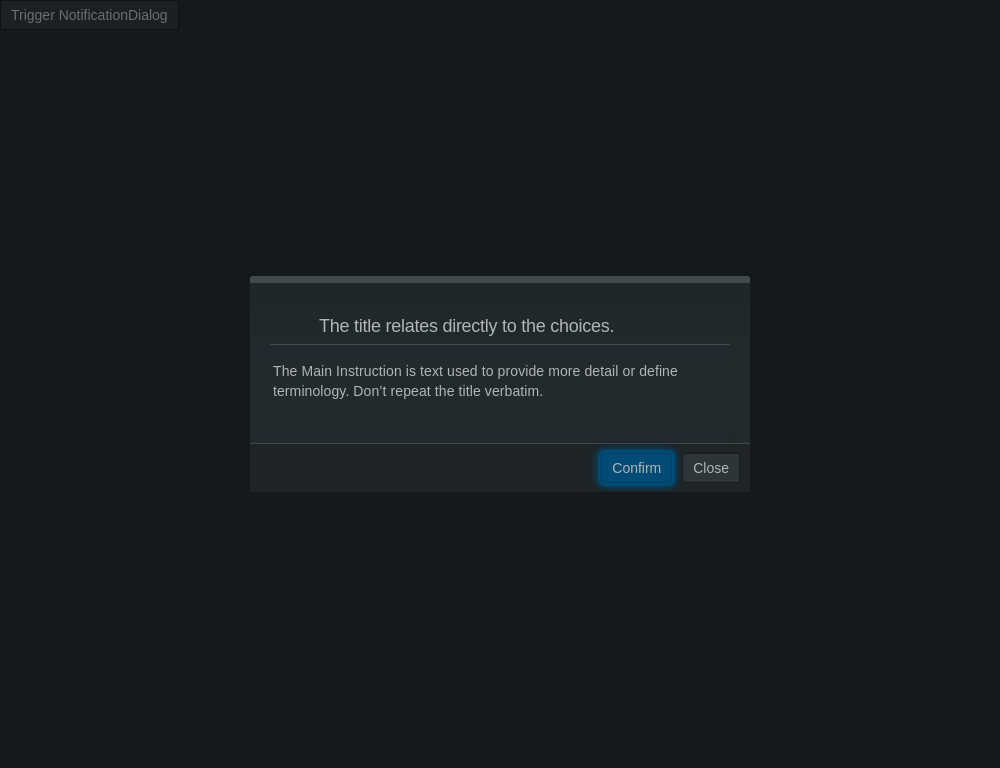 Trigger NotificationDialog
The title relates directly to the choices.
The Main Instruction is text used to provide more detail or define
terminology. Don’t repeat the title verbatim.
Confirm
Close